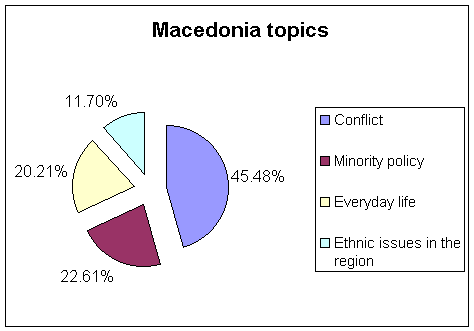 Macedonia topics
11.70%
20.21%
45.48%
22.61%
Conflict
Minority policy
Everyday life
Ethnic issues in the
region